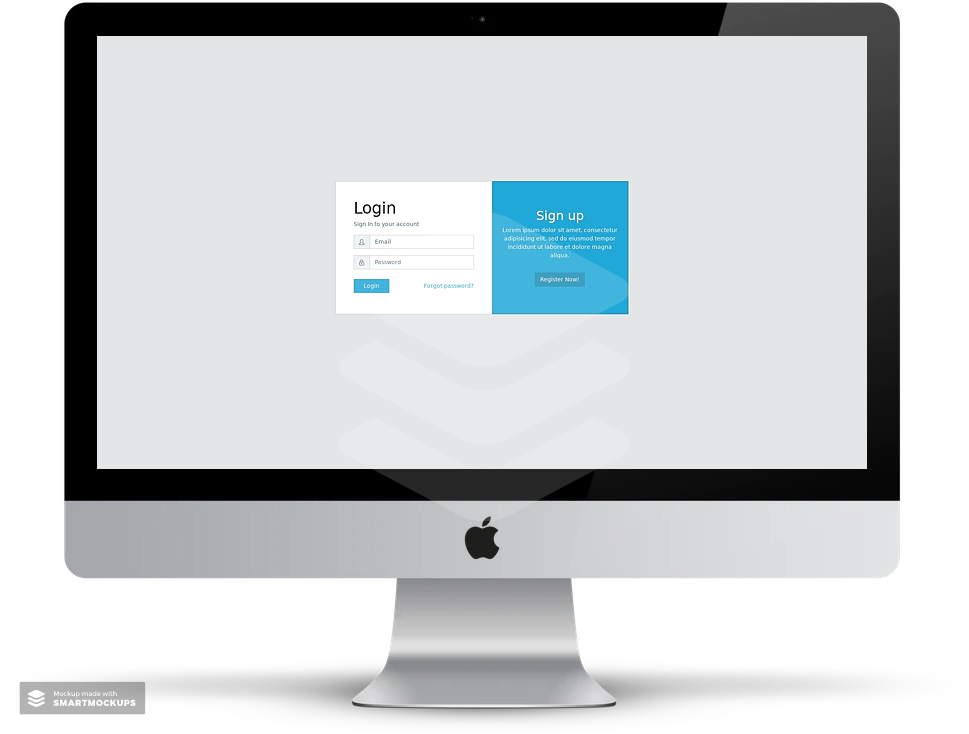 Login
Sign in to your account
Email
Password
Login
Forgot password?
Sign up
Lorem ipsum dolor sit amet, consectetur
adipisicing elit, sed do eiusmod tempor
incididunt ut labore et dolore magna
aliqua.
Register Now!
Mockup made with
SMARTMOCKUPS